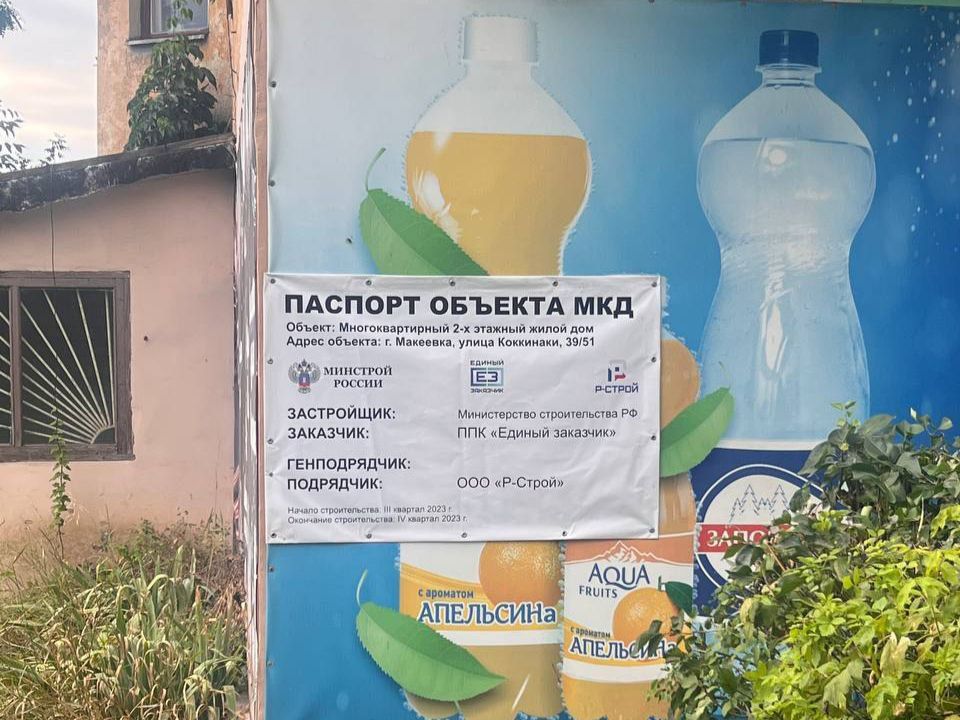 ПАСПОРТ ОБЪЕКТА МКД
Объект: Многоквартирный 2-х этажный жилой дом
Адрес объекта: г. Макеевка, улица Коккинаки, 39/51
МИНСТРОЙ
РОССИИ
ЕДИНЫЙ
ЕЗ
ЗАКАЗЧИК
Р-СТРОЙ
ЗАСТРОЙЩИК: Министерство строительства РФ
ЗАКАЗЧИК: ППК «Единый заказчик»
ГЕНПОДРЯДЧИК:
ПОДРЯДЧИК: ООО «Р-Строй»
Начало строительства: III квартал 2023 г.
Окончание строительства: IV квартал 2023 г.
с ароматом
АПЕЛЬСИНа
AQUA
FRUITS
с ароматом
АПЕЛЬСИНа